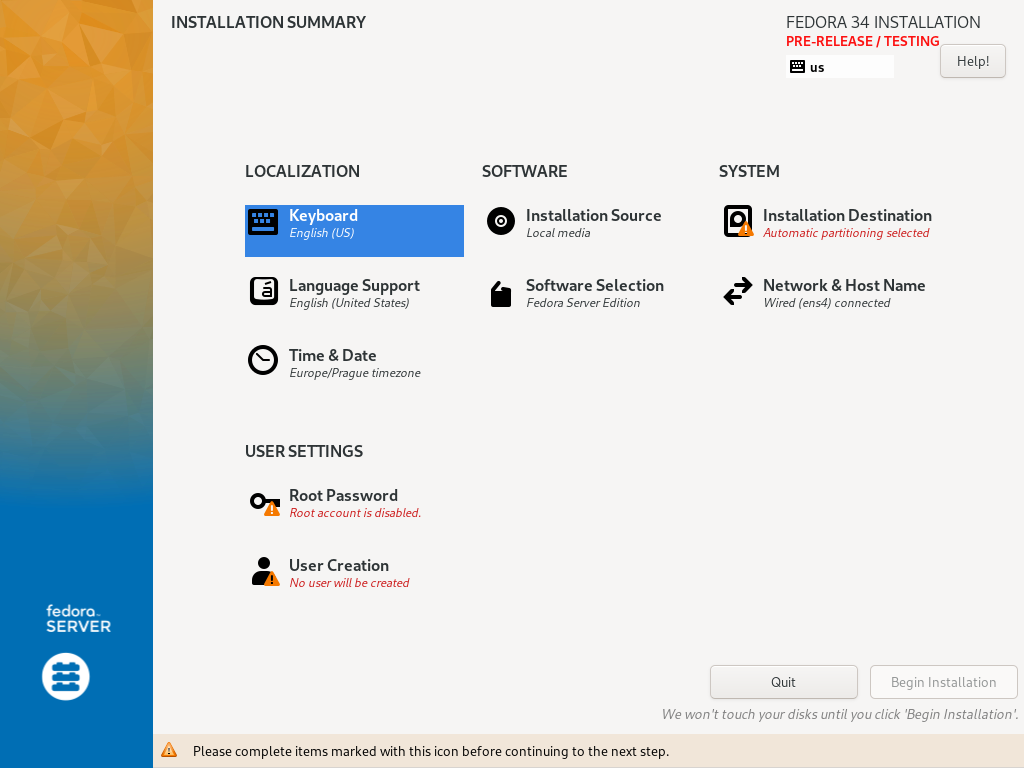 INSTALLATION SUMMARY
FEDORA 34 INSTALLATION
PRE-RELEASE / TESTING
us
Help!
LOCALIZATION
Keyboard
English (US)
Language Support
English (United States)
Time & Date
Europe/Prague timezone
SOFTWARE
Installation Source
Local media
Software Selection
Fedora Server Edition
SYSTEM
Installation Destination
Automatic partitioning selected
Network & Host Name
Wired (ens4) connected
USER SETTINGS
Root Password
Root account is disabled.
User Creation
No user will be created
fedora™
SERVER
Quit
Begin Installation
We won't touch your disks until you click 'Begin Installation'.
Please complete items marked with this icon before continuing to the next step.